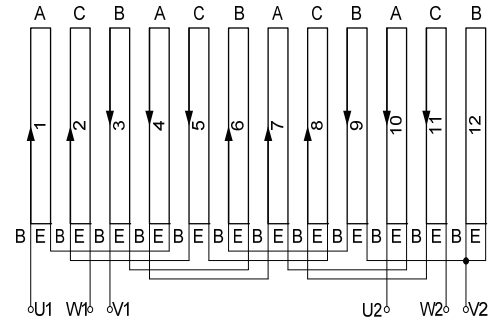 A C B A C B A C B A C B
1 2 3 4 5 6 7 8 9 10 11 12
B E B E B E B E B E B E B E B E B E B E B E B E
U1 W1 V1 U2 W2 V2